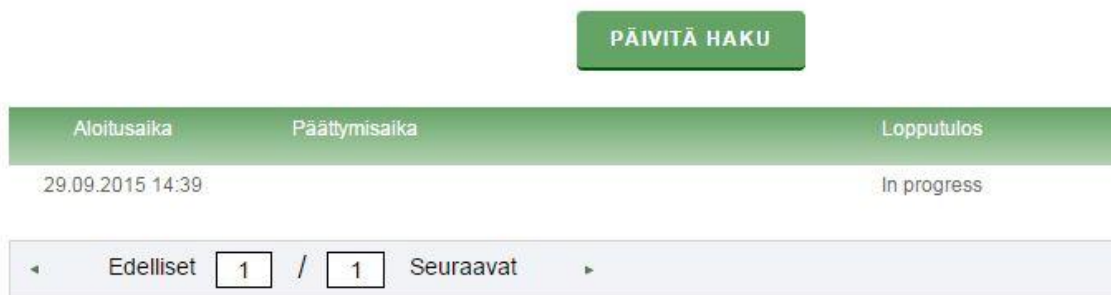 PÄIVITÄ HAKU
Aloitusaika Päättymisaika Lopputulos
29.09.2015 14:39 In progress
Edelliset 1 / 1 Seuraavat